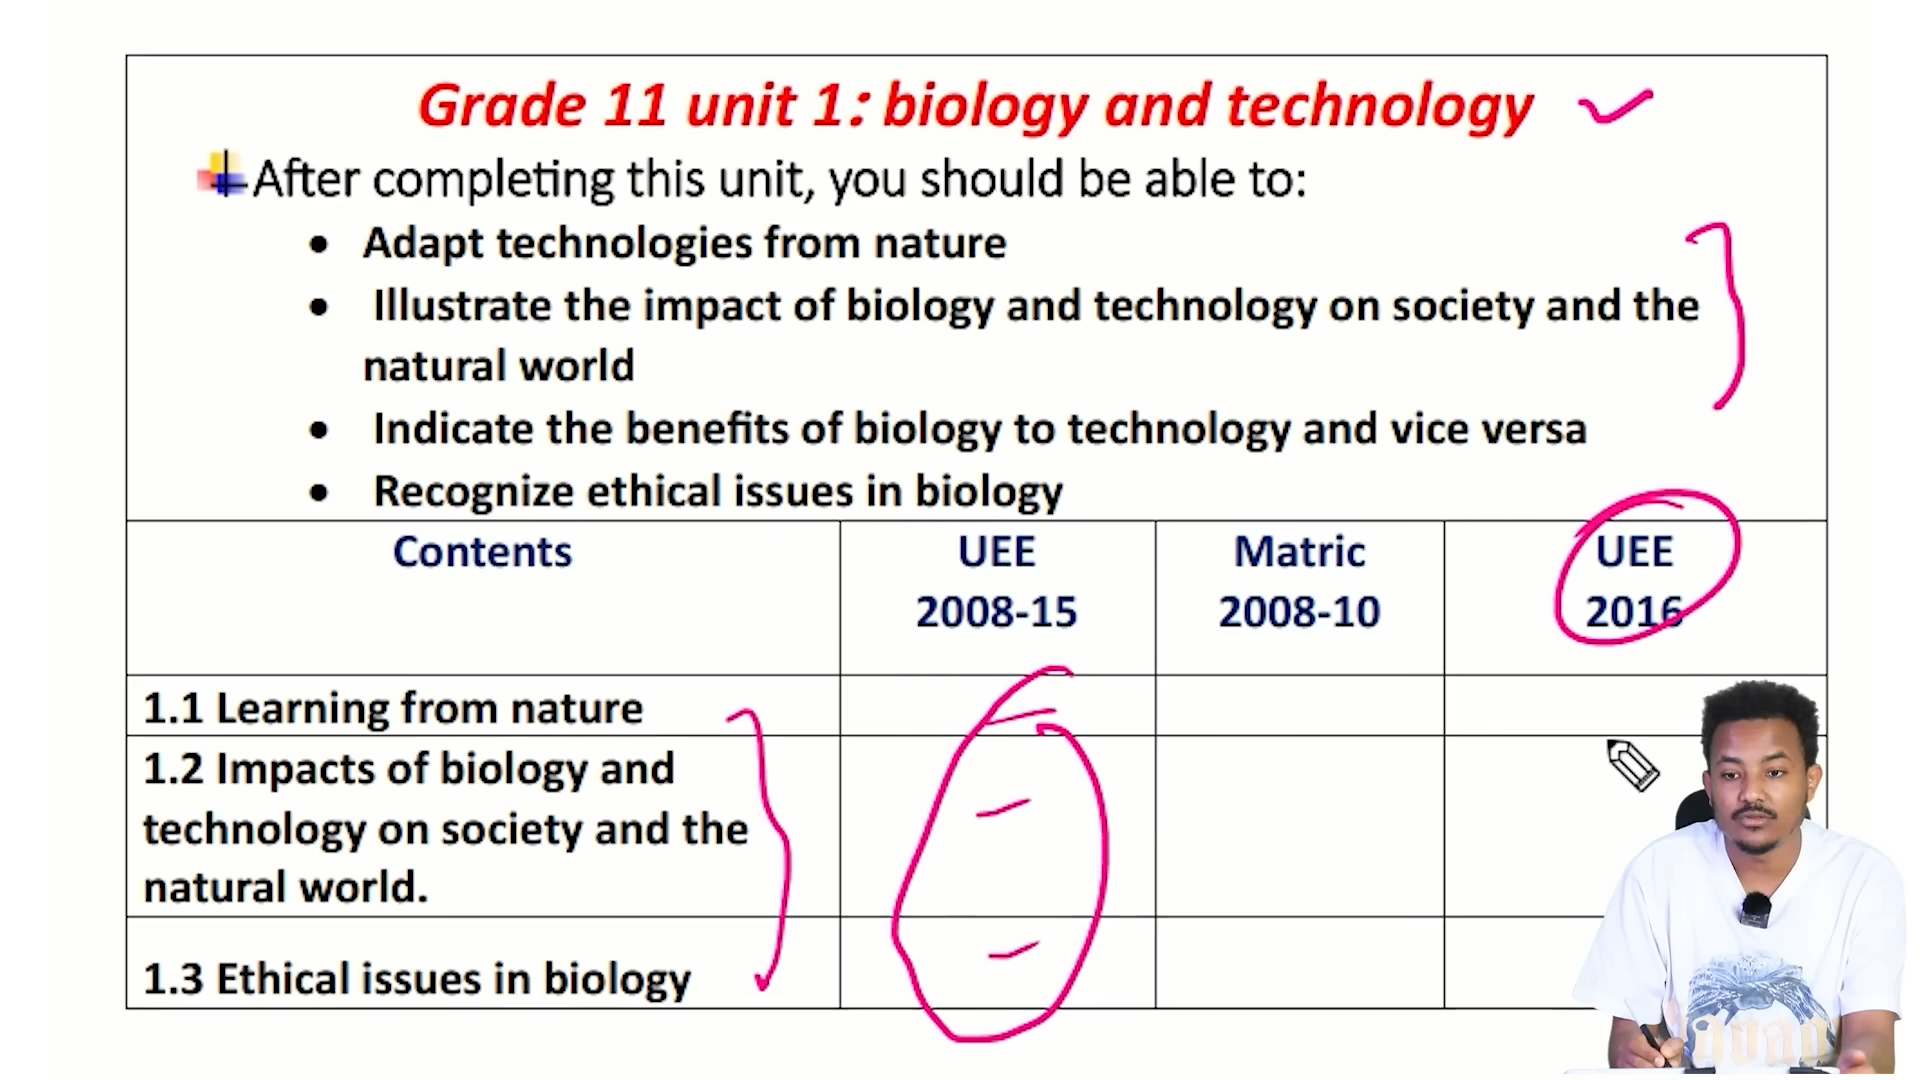 Grade 11 unit 1: biology and technology
After completing this unit, you should be able to:
• Adapt technologies from nature
• Illustrate the impact of biology and technology on society and the
natural world
• Indicate the benefits of biology to technology and vice versa
• Recognize ethical issues in biology
Contents
UEE
2008-15
Matric
2008-10
UEE
2016
1.1 Learning from nature
1.2 Impacts of biology and
technology on society and the
natural world.
1.3 Ethical issues in biology